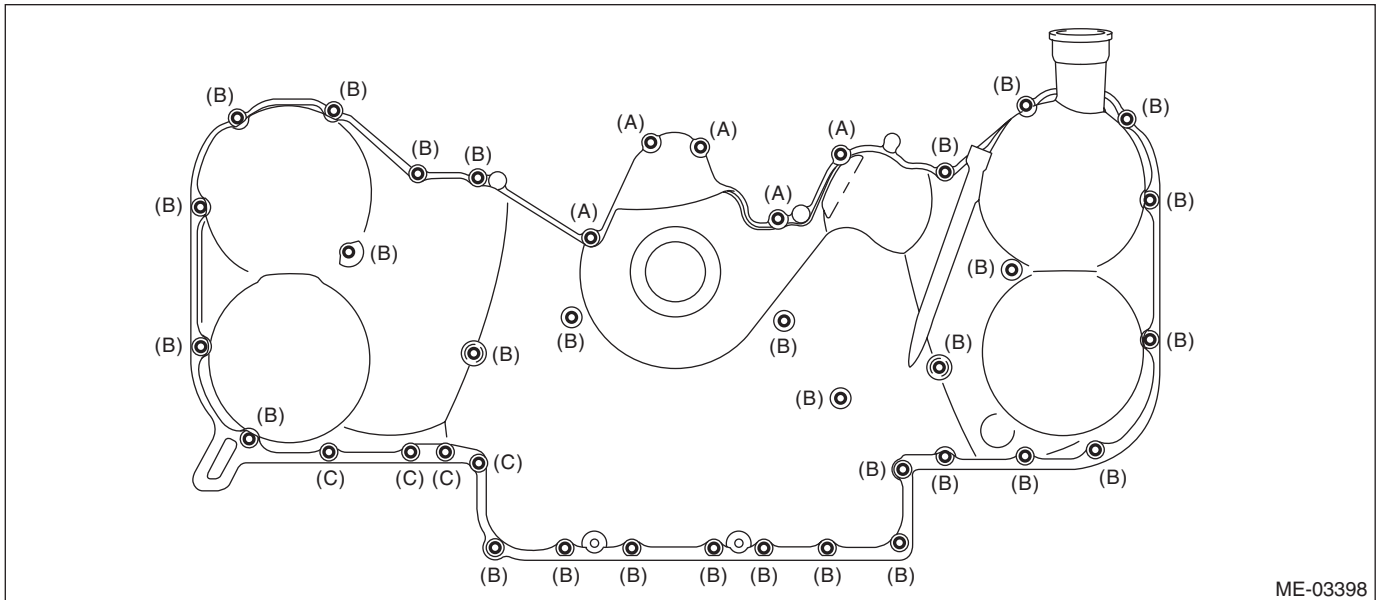 (B) (B) (B) (B)
(A) (A) (A) (B) (B)
(B) (B) (A) (B)
(B) (A) (B)
(B) (B)
(B) (B) (B)
(B) (B) (B) (B)
(B)
(B)
(C) (C) (C) (C) (B) (B) (B) (B)
(B) (B) (B) (B) (B) (B) (B)
ME-03398